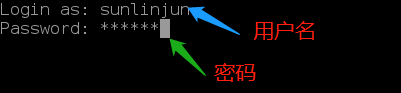 Login as: sunlinjun
用户名
Password: ******
密码